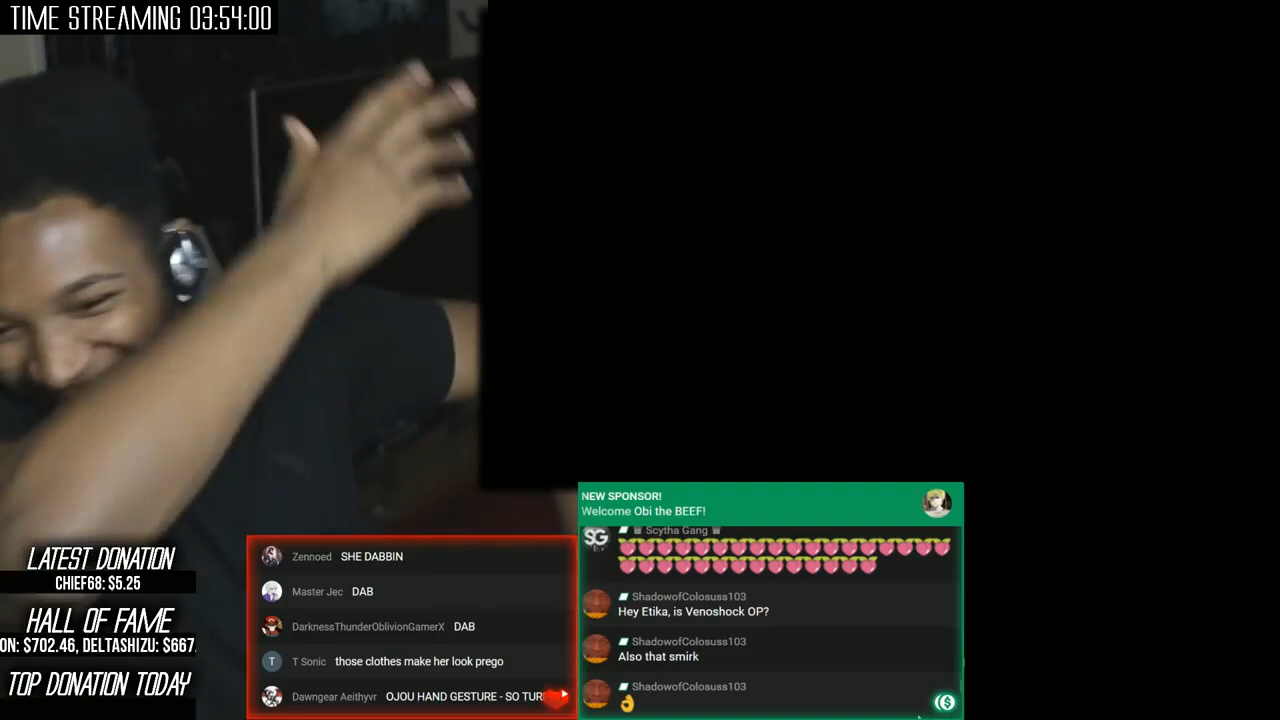 TIME STREAMING 03:54:00
NEW SPONSOR!
Welcome Obi the BEEF!
SG
Scytha Gang
ShadowofColosuss103
Hey Etika, is Venoshock OP?
ShadowofColosuss103
Also that smirk
ShadowofColosuss103
Zennoed SHE DABBIN
Master Jec DAB
DarknessThunderOblivionGamerX DAB
T
T Sonic those clothes make her look prego
Dawngear Aeithyvr OJOU HAND GESTURE - SO TUR
LATEST DONATION
CHIEF68: $5.25
HALL OF FAME
ON: $702.46, DELTASHIZU: $667
TOP DONATION TODAY